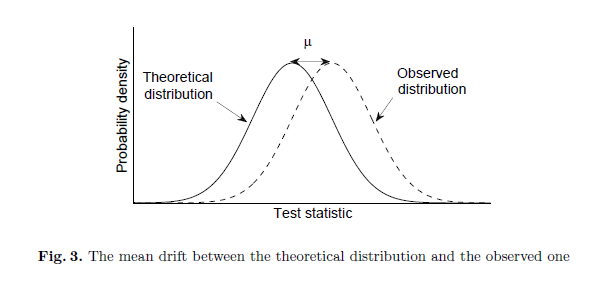 μ
Theoretical
distribution
Observed
distribution
Probability density
Test statistic
Fig. 3. The mean drift between the theoretical distribution and the observed one